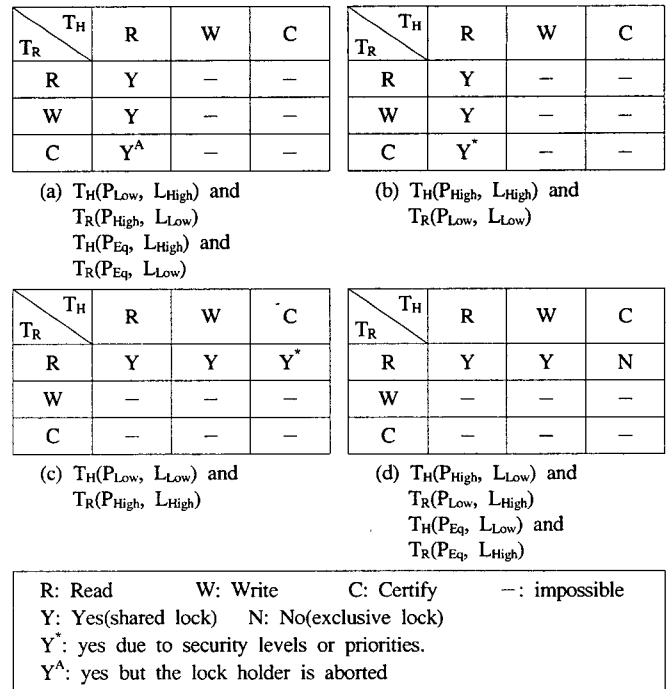 T_H R W C
T_R
R Y − −
W Y − −
C Y^A − −
(a) T_H(P_Low, L_High) and
T_R(P_High, L_Low)
T_H(P_Eq, L_High) and
T_R(P_Eq, L_Low)
T_H R W C
T_R
R Y − −
W Y − −
C Y^* − −
(b) T_H(P_High, L_High) and
T_R(P_Low, L_Low)
T_H R W C
T_R
R Y Y Y^*
W − − −
C − − −
(c) T_H(P_Low, L_Low) and
T_R(P_High, L_High)
T_H R W C
T_R
R Y Y N
W − − −
C − − −
(d) T_H(P_High, L_Low) and
T_R(P_Low, L_High)
T_H(P_Eq, L_Low) and
T_R(P_Eq, L_High)
R: Read W: Write C: Certify −: impossible
Y: Yes(shared lock) N: No(exclusive lock)
Y^*: yes due to security levels or priorities.
Y^A: yes but the lock holder is aborted